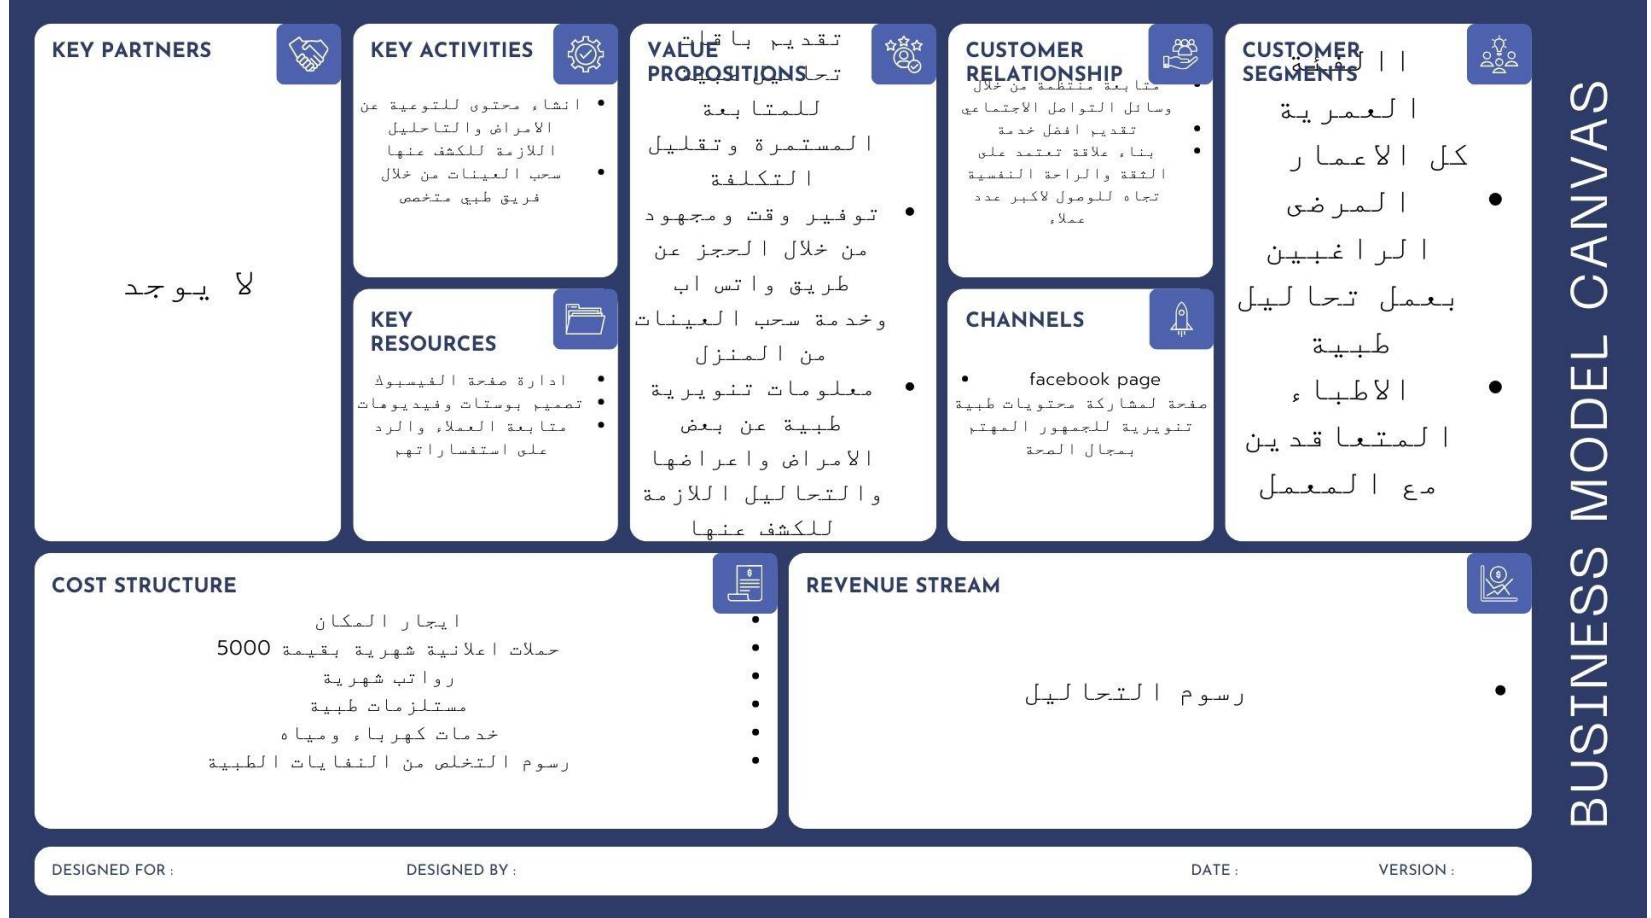 KEY PARTNERS
لا يوجد
KEY ACTIVITIES
انشاء محتوى للتوعية عن
الامراض والتاحليل
اللازمة للكشف عنها
سحب العينات من خلال
فريق طبي متخصص
KEY
RESOURCES
ادارة صفحة الفيسبوك
تصميم بوستات وفيديوهات
متابعة العملاء والرد
على استفساراتهم
VALUE
PROPOSITIONS
تقديم باقات
للمتابعة
المستمرة وتقليل
التكلفة
توفير وقت ومجهود
من خلال الحجز عن
طريق واتس اب
وخدمة سحب العينات
من المنزل
معلومات تنويرية
طبية عن بعض
الامراض واعراضها
والتحاليل اللازمة
للكشف عنها
CUSTOMER
RELATIONSHIP
متابعة منتظمة من خلال
وسائل التواصل الاجتماعي
تقديم افضل خدمة
بناء علاقة تعتمد على
الثقة والراحة النفسية
تجاه للوصول لاكبر عدد
عملاء
CHANNELS
facebook page
صفحة لمشاركة محتويات طبية
تنويرية للجمهور المهتم
بمجال الصحة
CUSTOMER
SEGMENTS
العمرية
كل الاعمار
المرضى
الراغبين
بعمل تحاليل
طبية
الاطباء
المتعاقدين
مع المعمل
COST STRUCTURE
ايجار المكان
حملات اعلانية شهرية بقيمة 5000
رواتب شهرية
مستلزمات طبية
خدمات كهرباء ومياه
رسوم التخلص من النفايات الطبية
REVENUE STREAM
رسوم التحاليل
BUSINESS MODEL CANVAS
DESIGNED FOR :
DESIGNED BY :
DATE :
VERSION :